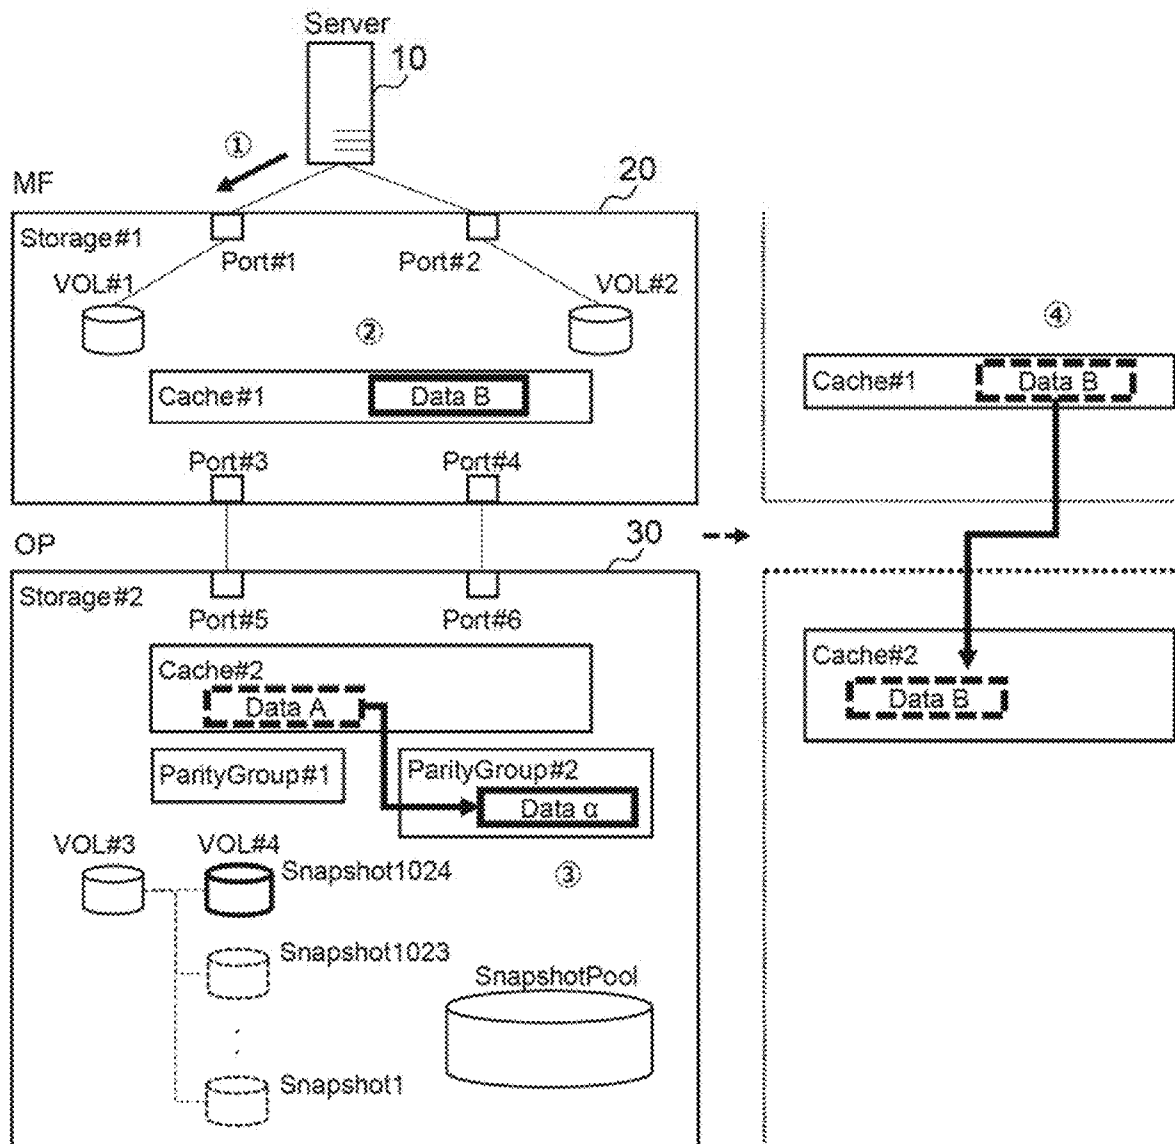 Server
10
①
MF
20
Storage#1
Port#1
Port#2
VOL#1
VOL#2
②
Cache#1
Data B
Port#3
Port#4
④
Cache#1
Data B
OP
30
Storage#2
Port#5
Port#6
Cache#2
Data A
ParityGroup#1
ParityGroup#2
Data α
③
VOL#3
VOL#4
Snapshot1024
Snapshot1023
SnapshotPool
Snapshot1
Cache#2
Data B